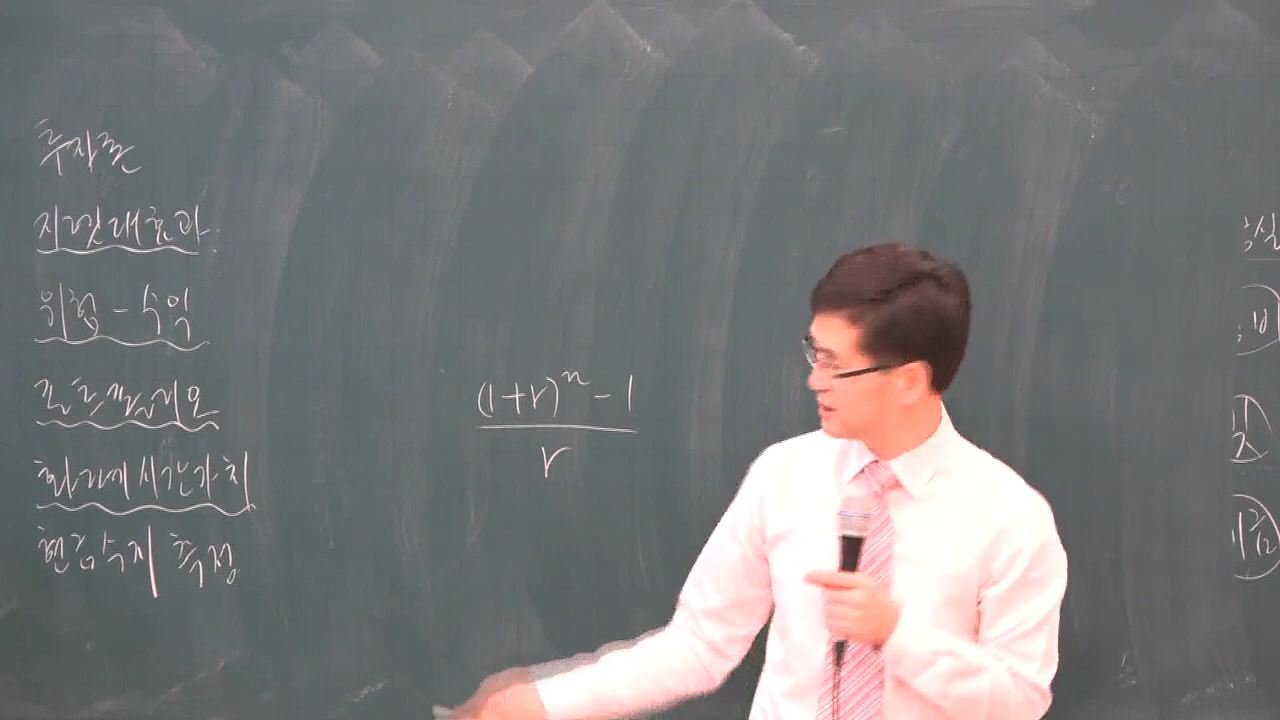 투자론
지렛대효과
위험-수익
포트폴리오
화폐시간가치
현금수지 측정
(1+r)^n - 1
r